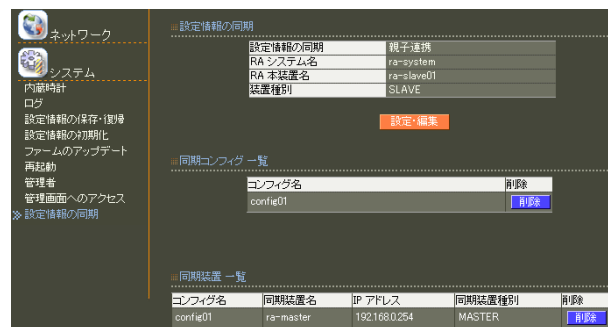 ネットワーク
システム
内蔵時計
ログ
設定情報の保存・復帰
設定情報の初期化
ファームのアップデート
再起動
管理者
管理画面へのアクセス
設定情報の同期
設定情報の同期
設定情報の同期 親子連携
RA システム名 ra-system
RA 本装置名 ra-slave01
装置種別 SLAVE
設定・編集
同期コンフィグ 一覧
コンフィグ名 削除
config01 削除
同期装置 一覧
コンフィグ名 同期装置名 IP アドレス 同期装置種別 削除
config01 ra-master 192.168.0.254 MASTER 削除